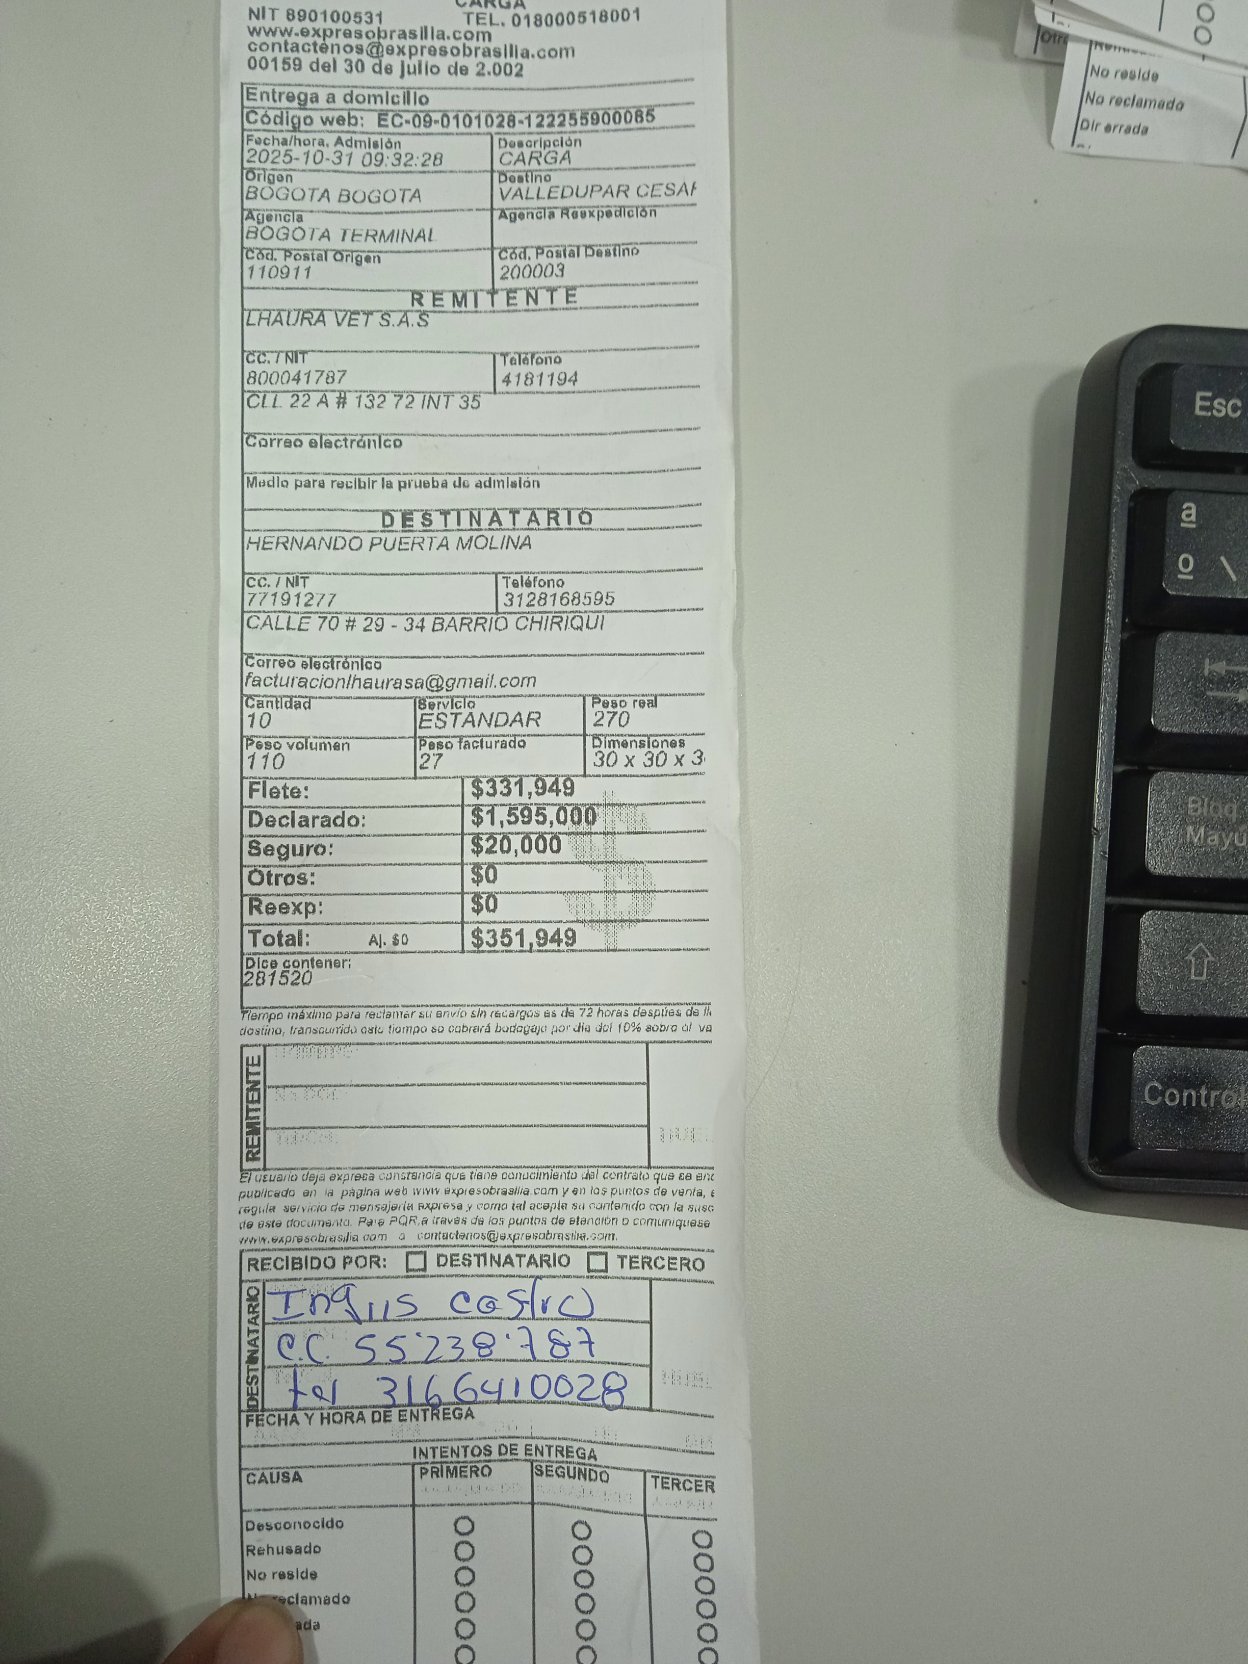 CARGA
NIT 890100531 TEL. 018000518001
www.expresobrasilia.com
contactenos@expresobrasilia.com
00159 del 30 de julio de 2.002
Entrega a domicilio
Código web: EC-09-0101028-122255900085
Fecha/hora. Admisión Descripción
2025-10-31 09:32:28 CARGA
Origen Destino
BOGOTA BOGOTA VALLEDUPAR CESAR
Agencia Agencia Reexpedición
BOGOTA TERMINAL
Cód. Postal Origen Cód. Postal Destino
110911 200003
REMITENTE
LHAURA VET S.A.S
CC. / NIT Teléfono
800041787 4181194
CLL 22 A # 132 72 INT 35
Correo electrónico
Medio para recibir la prueba de admisión
DESTINATARIO
HERNANDO PUERTA MOLINA
CC. / NIT Teléfono
77191277 3128168595
CALLE 70 # 29 - 34 BARRIO CHIRIQUI
Correo electrónico
facturacionlhaurasa@gmail.com
Cantidad Servicio Peso real
10 ESTANDAR 270
Peso volumen Peso facturado Dimensiones
110 27 30 x 30 x 3
Flete: $331,949
Declarado: $1,595,000
Seguro: $20,000
Otros: $0
Reexp: $0
Total: Aj. $0 $351,949
Dice contener:
281520
Tiempo máximo para reclamar su envío sin recargos es de 72 horas después de ll
destino, transcurrido este tiempo se cobrará bodegaje por día del 10% sobre el va
REMITENTE
El usuario deja expresa constancia que tiene conocimiento del contrato que se enc
publicado en la página web www.expresobrasilia.com y en los puntos de venta,
regula servicio de mensajería expresa y como tal acepta su contenido con la susc
de este documento. Para PQR a través de los puntos de atención o comuníquese
www.expresobrasilia.com o contactenos@expresobrasilia.com.
RECIBIDO POR: DESTINATARIO TERCERO
DESTINATARIO
castro
C.C. 55238787
tel 3166410028
FECHA Y HORA DE ENTREGA
INTENTOS DE ENTREGA
CAUSA PRIMERO SEGUNDO TERCER
Desconocido
Rehusado
No reside
reclamado
ada
No reside
No reclamado
Dir errada
Esc
a
o \
Bloq
Mayú
Control